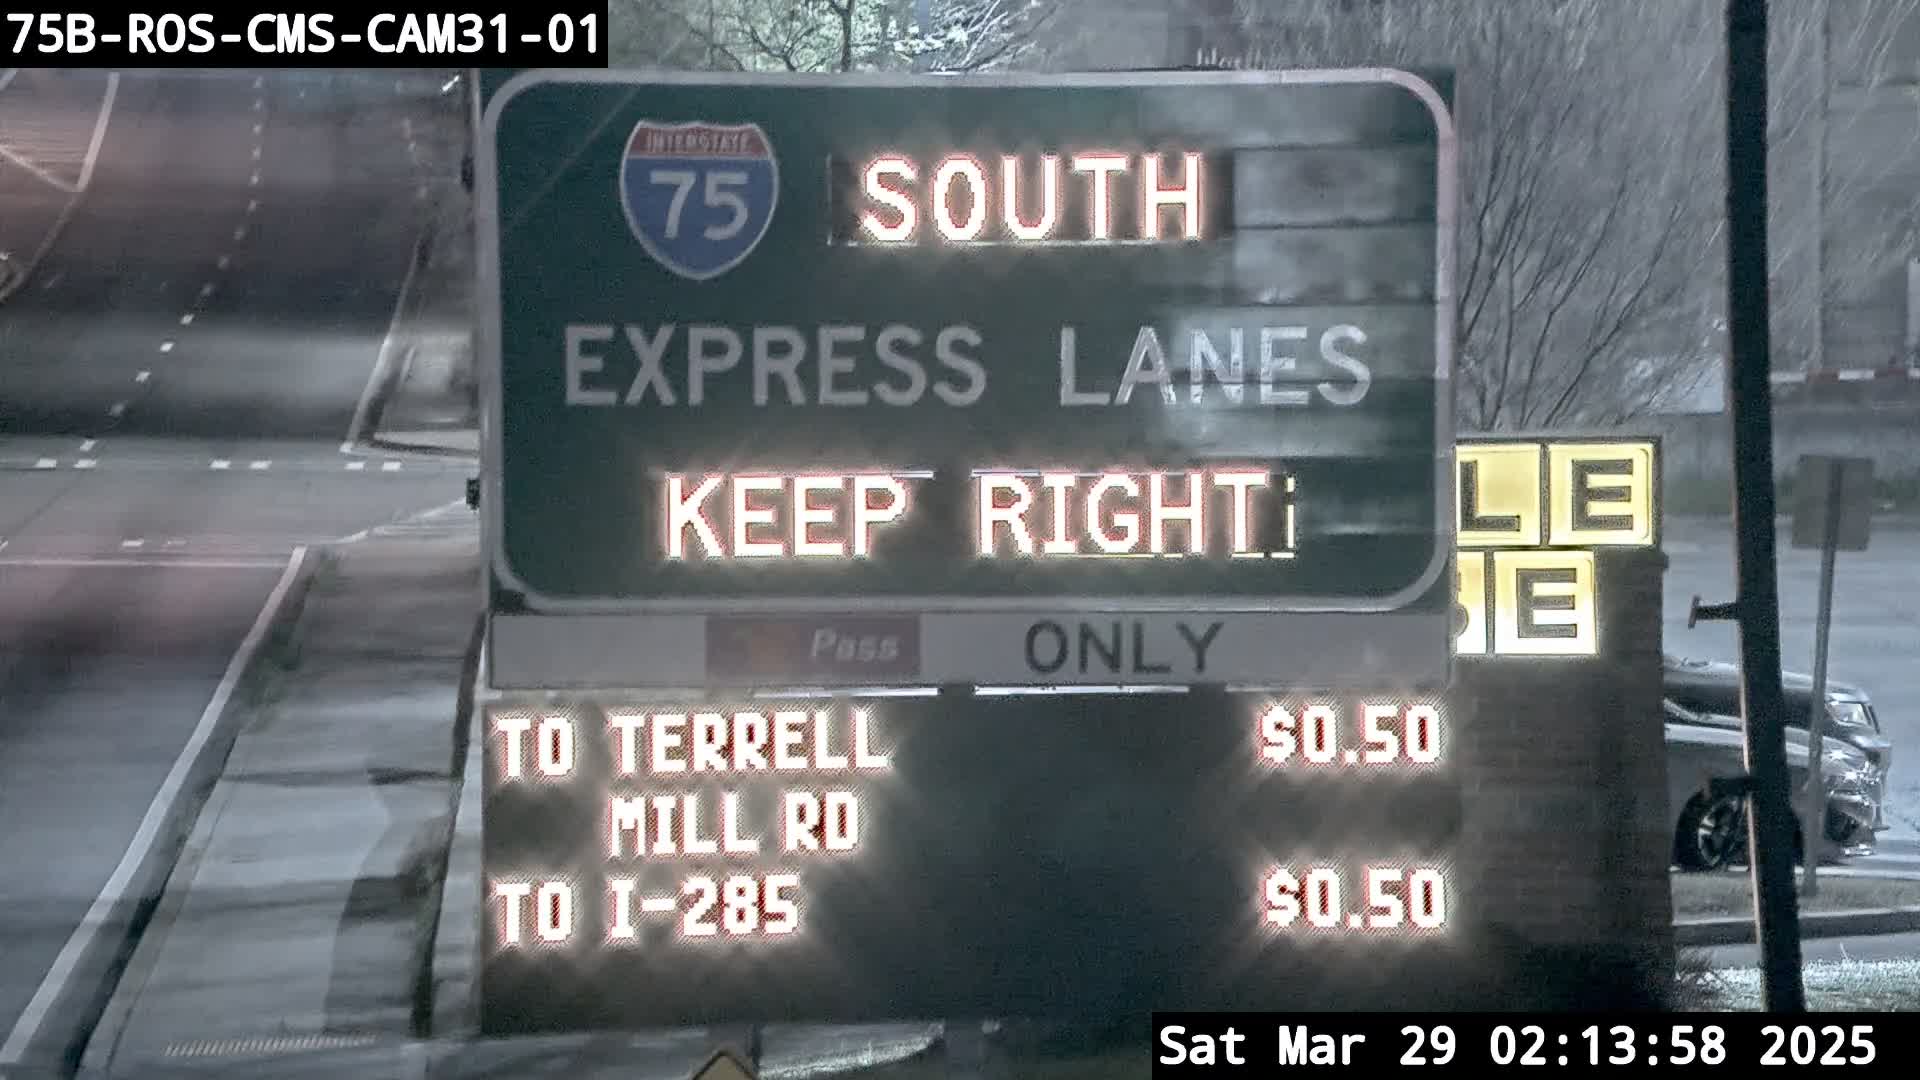 75B-ROS-CMS-CAM31-01
INTERSTATE
75
SOUTH
EXPRESS LANES
KEEP RIGHT
Pass ONLY
TO TERRELL $0.50
MILL RD
TO I-285 $0.50
LE
E
Sat Mar 29 02:13:58 2025